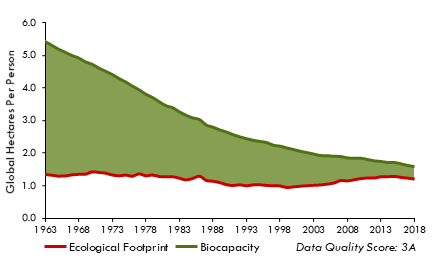 Global Hectares Per Person
6.0
5.0
4.0
3.0
2.0
1.0
0.0
1963 1968 1973 1978 1983 1988 1993 1998 2003 2008 2013 2018
Ecological Footprint Biocapacity Data Quality Score: 3A